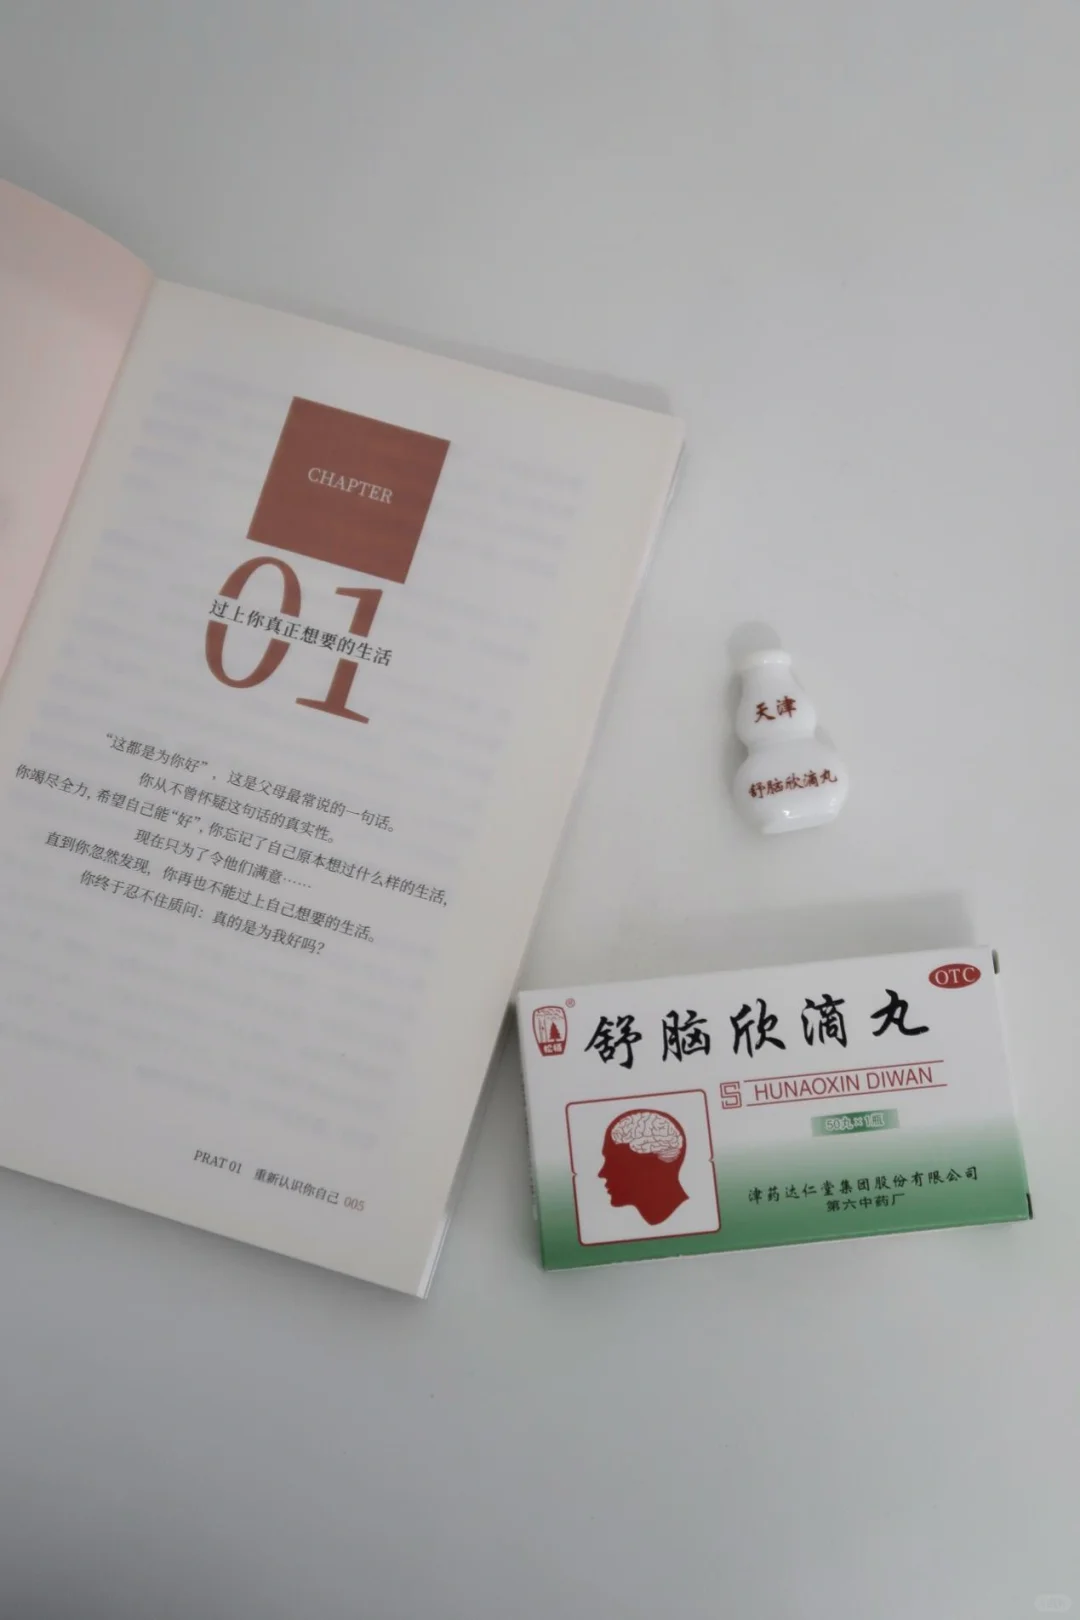 CHAPTER
01
过上你真正想要的生活
“这都是为你好”，这是父母最常说的一句话。
你从不曾怀疑这句话的真实性。
你竭尽全力，希望自己能“好”，你忘记了自己原本想过什么样的生活，
现在只为了令他们满意……
直到你忽然发现，你再也不能过上自己想要的生活。
你终于忍不住质问：真的是为我好吗？
PRAT 01 重新认识你自己 005
天津
舒脑欣滴丸
OTC
®
舒脑欣滴丸
SHUNAOXIN DIWAN
50丸×1瓶
津药达仁堂集团股份有限公司
第六中药厂